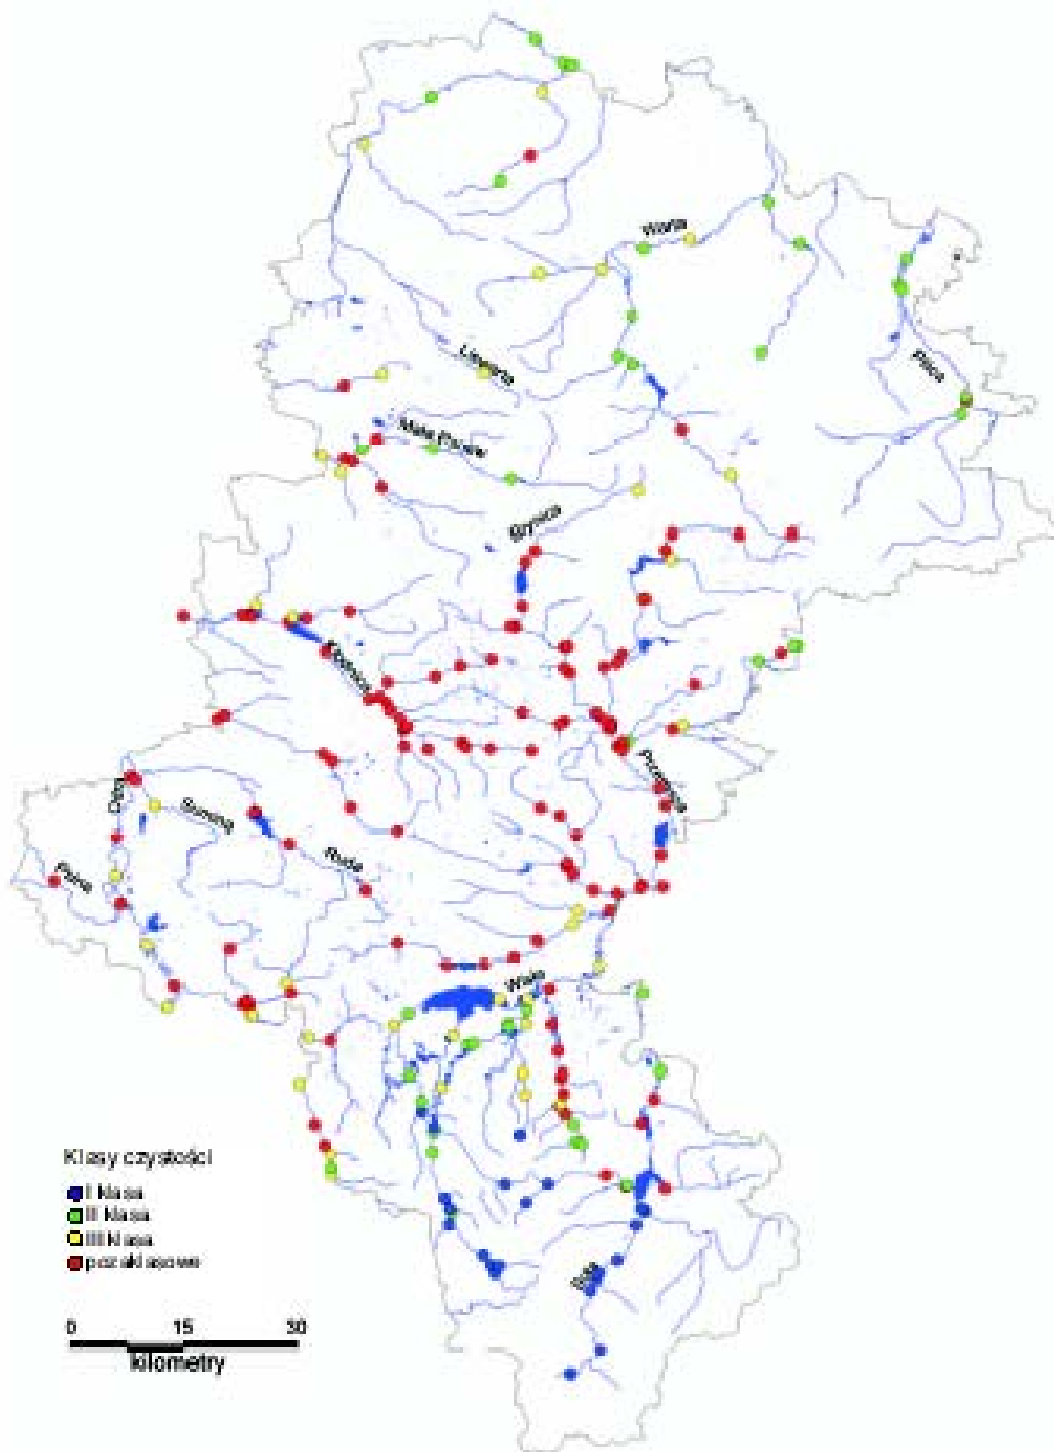 Warta
Liswarta
Pilica
Mała Panew
Brynica
Kłodnica
Przemsza
Odra
Sumina
Ruda
Psina
Wisła
Soła
Klasy czystości
I klasa
II klasa
III klasa
pozaklasowe
0 15 30
kilometry